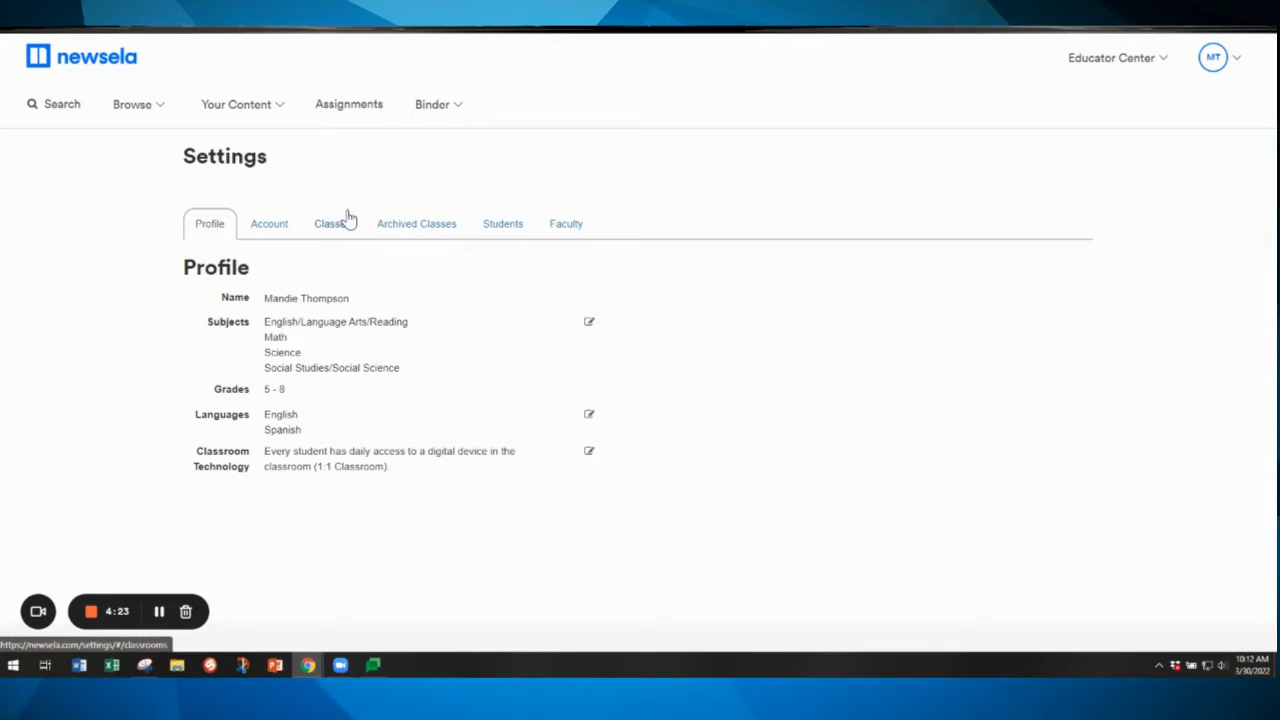 newsela
Educator Center
MT
Search
Browse
Your Content
Assignments
Binder
Settings
Profile
Account
Archived Classes
Students
Faculty
Profile
Name Mandie Thompson
Subjects English/Language Arts/Reading
Math
Science
Social Studies/Social Science
Grades 5 - 8
Languages English
Spanish
Classroom Every student has daily access to a digital device in the
Technology classroom (1:1 Classroom).
4:23
https://newsela.com/settings/#/classrooms
10:12 AM
3/30/2022